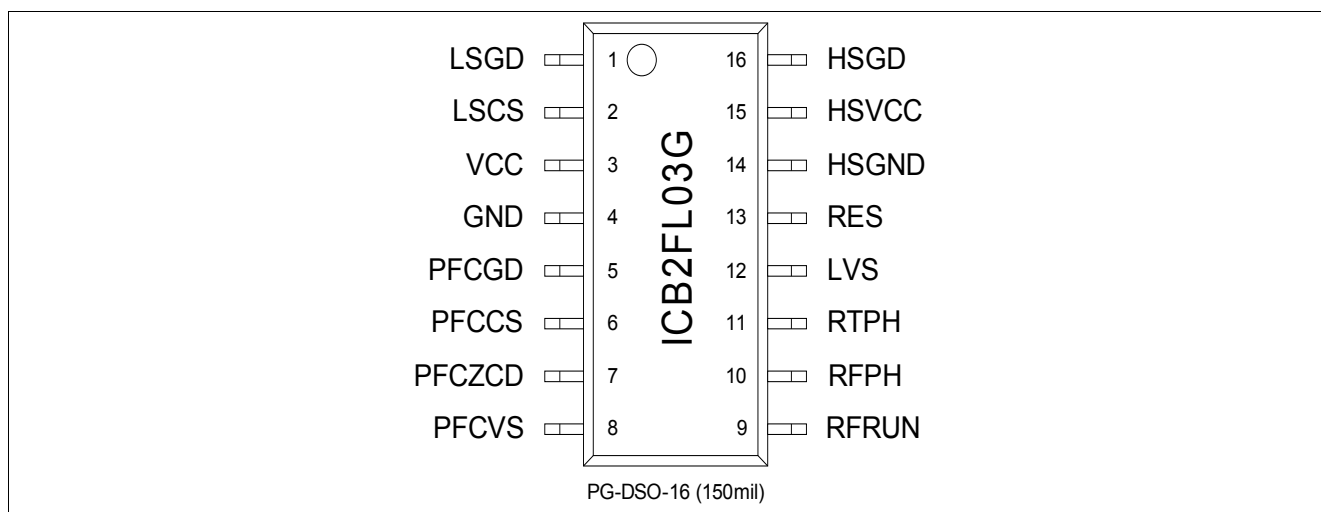 LSGD 1 16 HSGD
LSCS 2 15 HSVCC
VCC 3 14 HSGND
GND 4 13 RES
PFCGD 5 12 LVS
PFCCS 6 11 RTPH
PFCZCD 7 10 RFPH
PFCVS 8 9 RFRUN
ICB2FL03G
PG-DSO-16 (150mil)